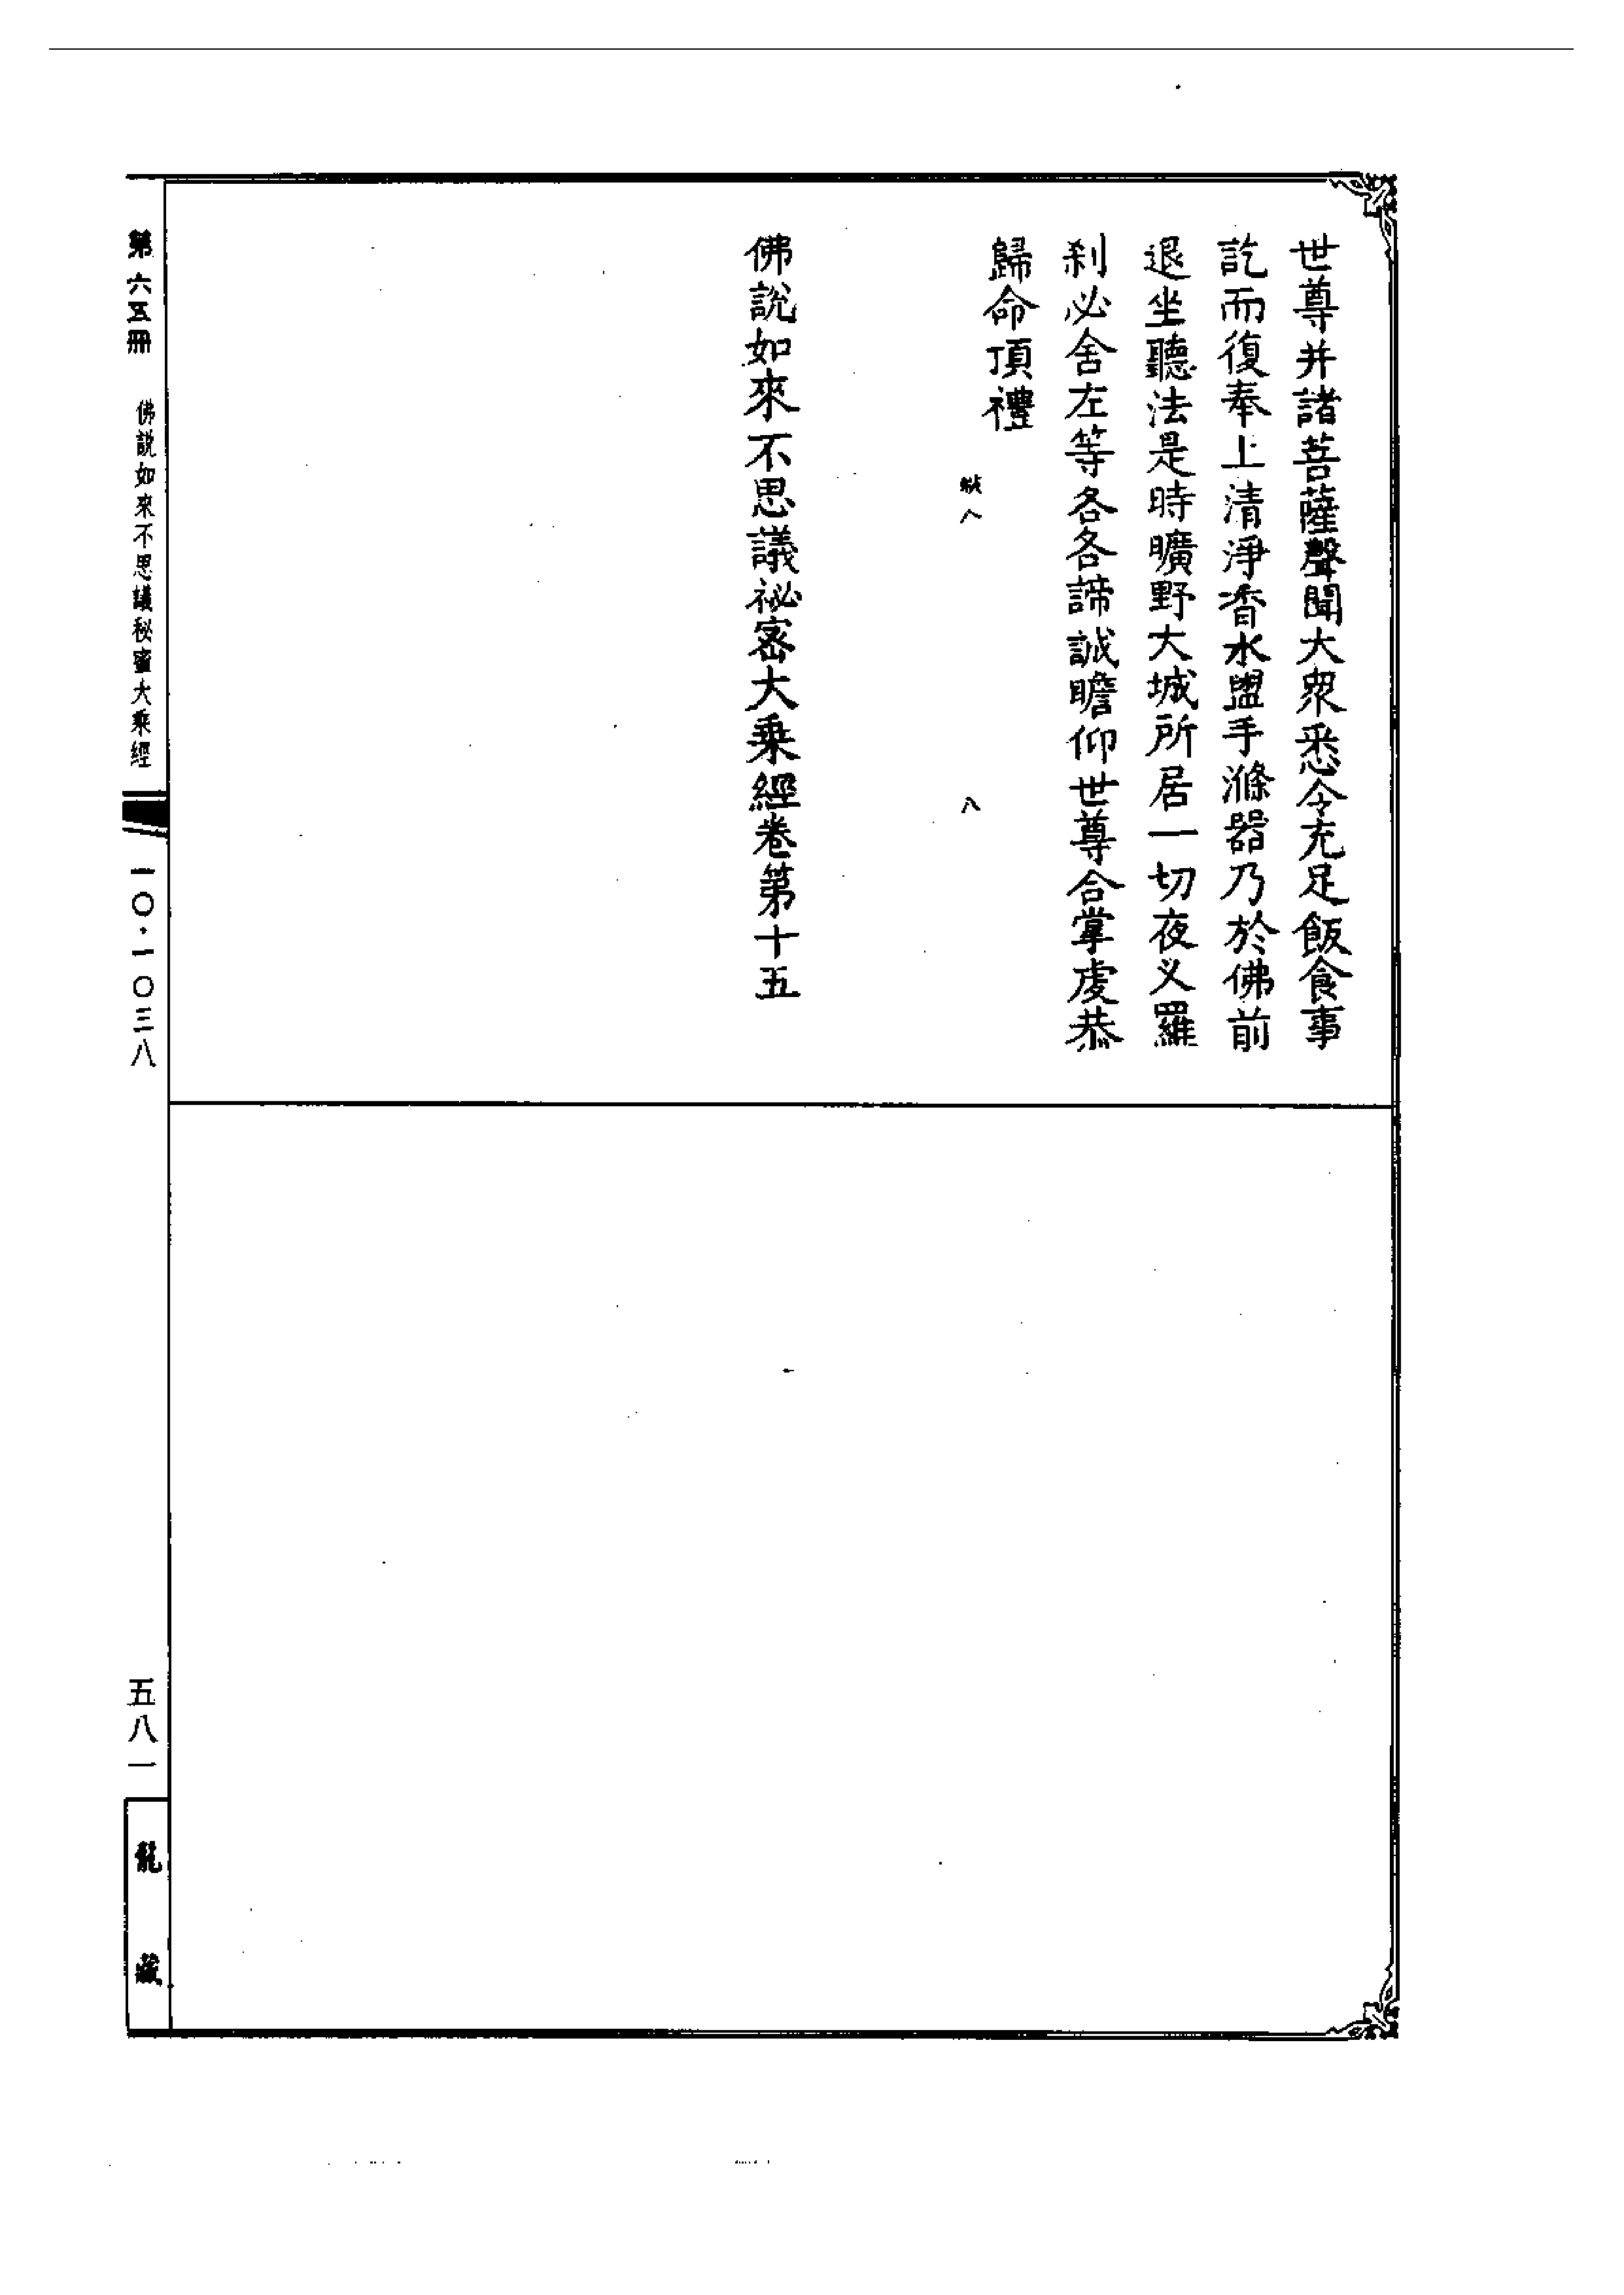 世尊并諸菩薩聲聞大眾悉令充足飯食事
訖而復奉上清淨香水盥手滌器乃於佛前
退坐聽法是時曠野大城所居一切夜义羅
刹必舍左等各各諦誠瞻仰世尊合掌虔恭
歸命頂禮
八
八
佛說如來不思議祕密大乘經卷第十五
第六五冊
佛說如來不思議秘蜜大乘經
一〇·一〇三八
五八一
龍藏